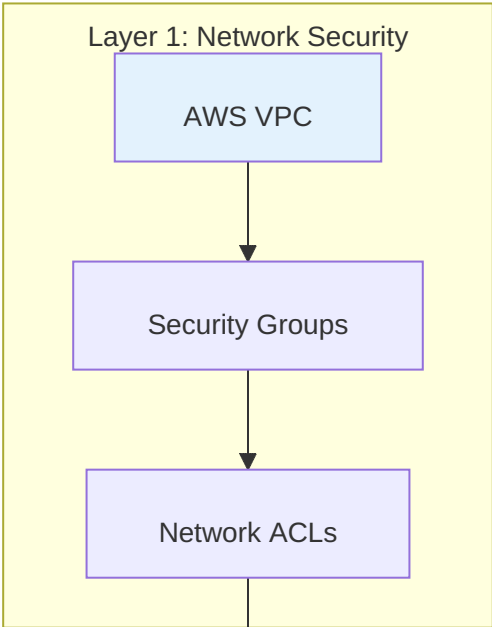 Layer 1: Network Security
AWS VPC
Security Groups
Network ACLs